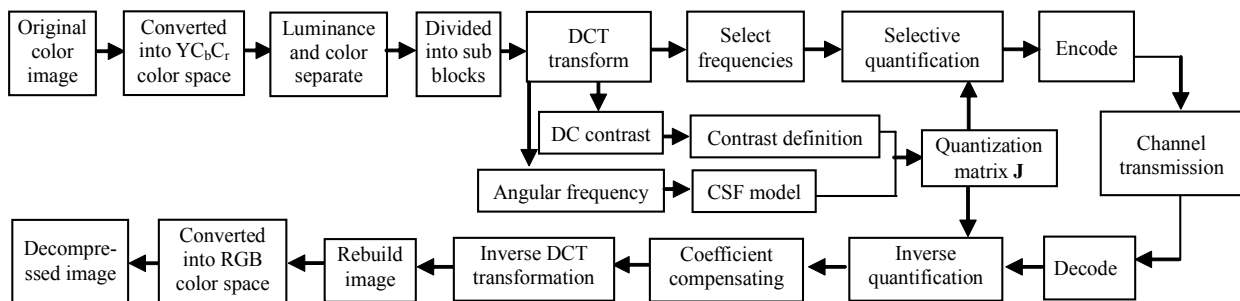 Original
color
image
Converted
into YCbCr
color space
Luminance
and color
separate
Divided
into sub
blocks
DCT
transform
Select
frequencies
Selective
quantification
Encode
DC contrast
Contrast definition
Quantization
matrix J
Channel
transmission
Angular frequency
CSF model
Decompre-
ssed image
Converted
into RGB
color space
Rebuild
image
Inverse DCT
transformation
Coefficient
compensating
Inverse
quantification
Decode